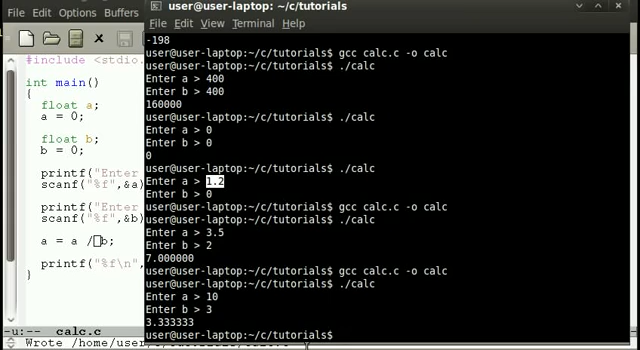 File Edit Options Buffers
#include <stdio.
int main()
{
float a;
a = 0;
float b;
b = 0;
printf("Enter
scanf("%f",&a)
printf("Enter
scanf("%f",&b)
a = a / b;
printf("%f\n",
}
-u:--- calc.c
Wrote /home/user/c/tutorials/calc.c
user@user-laptop: ~/c/tutorials
File Edit View Terminal Help
-198
user@user-laptop:~/c/tutorials$ gcc calc.c -o calc
user@user-laptop:~/c/tutorials$ ./calc
Enter a > 400
Enter b > 400
160000
user@user-laptop:~/c/tutorials$ ./calc
Enter a > 0
Enter b > 0
0
user@user-laptop:~/c/tutorials$ ./calc
Enter a > 1.2
Enter b > 0
user@user-laptop:~/c/tutorials$ gcc calc.c -o calc
user@user-laptop:~/c/tutorials$ ./calc
Enter a > 3.5
Enter b > 2
7.000000
user@user-laptop:~/c/tutorials$ gcc calc.c -o calc
user@user-laptop:~/c/tutorials$ ./calc
Enter a > 10
Enter b > 3
3.333333
user@user-laptop:~/c/tutorials$